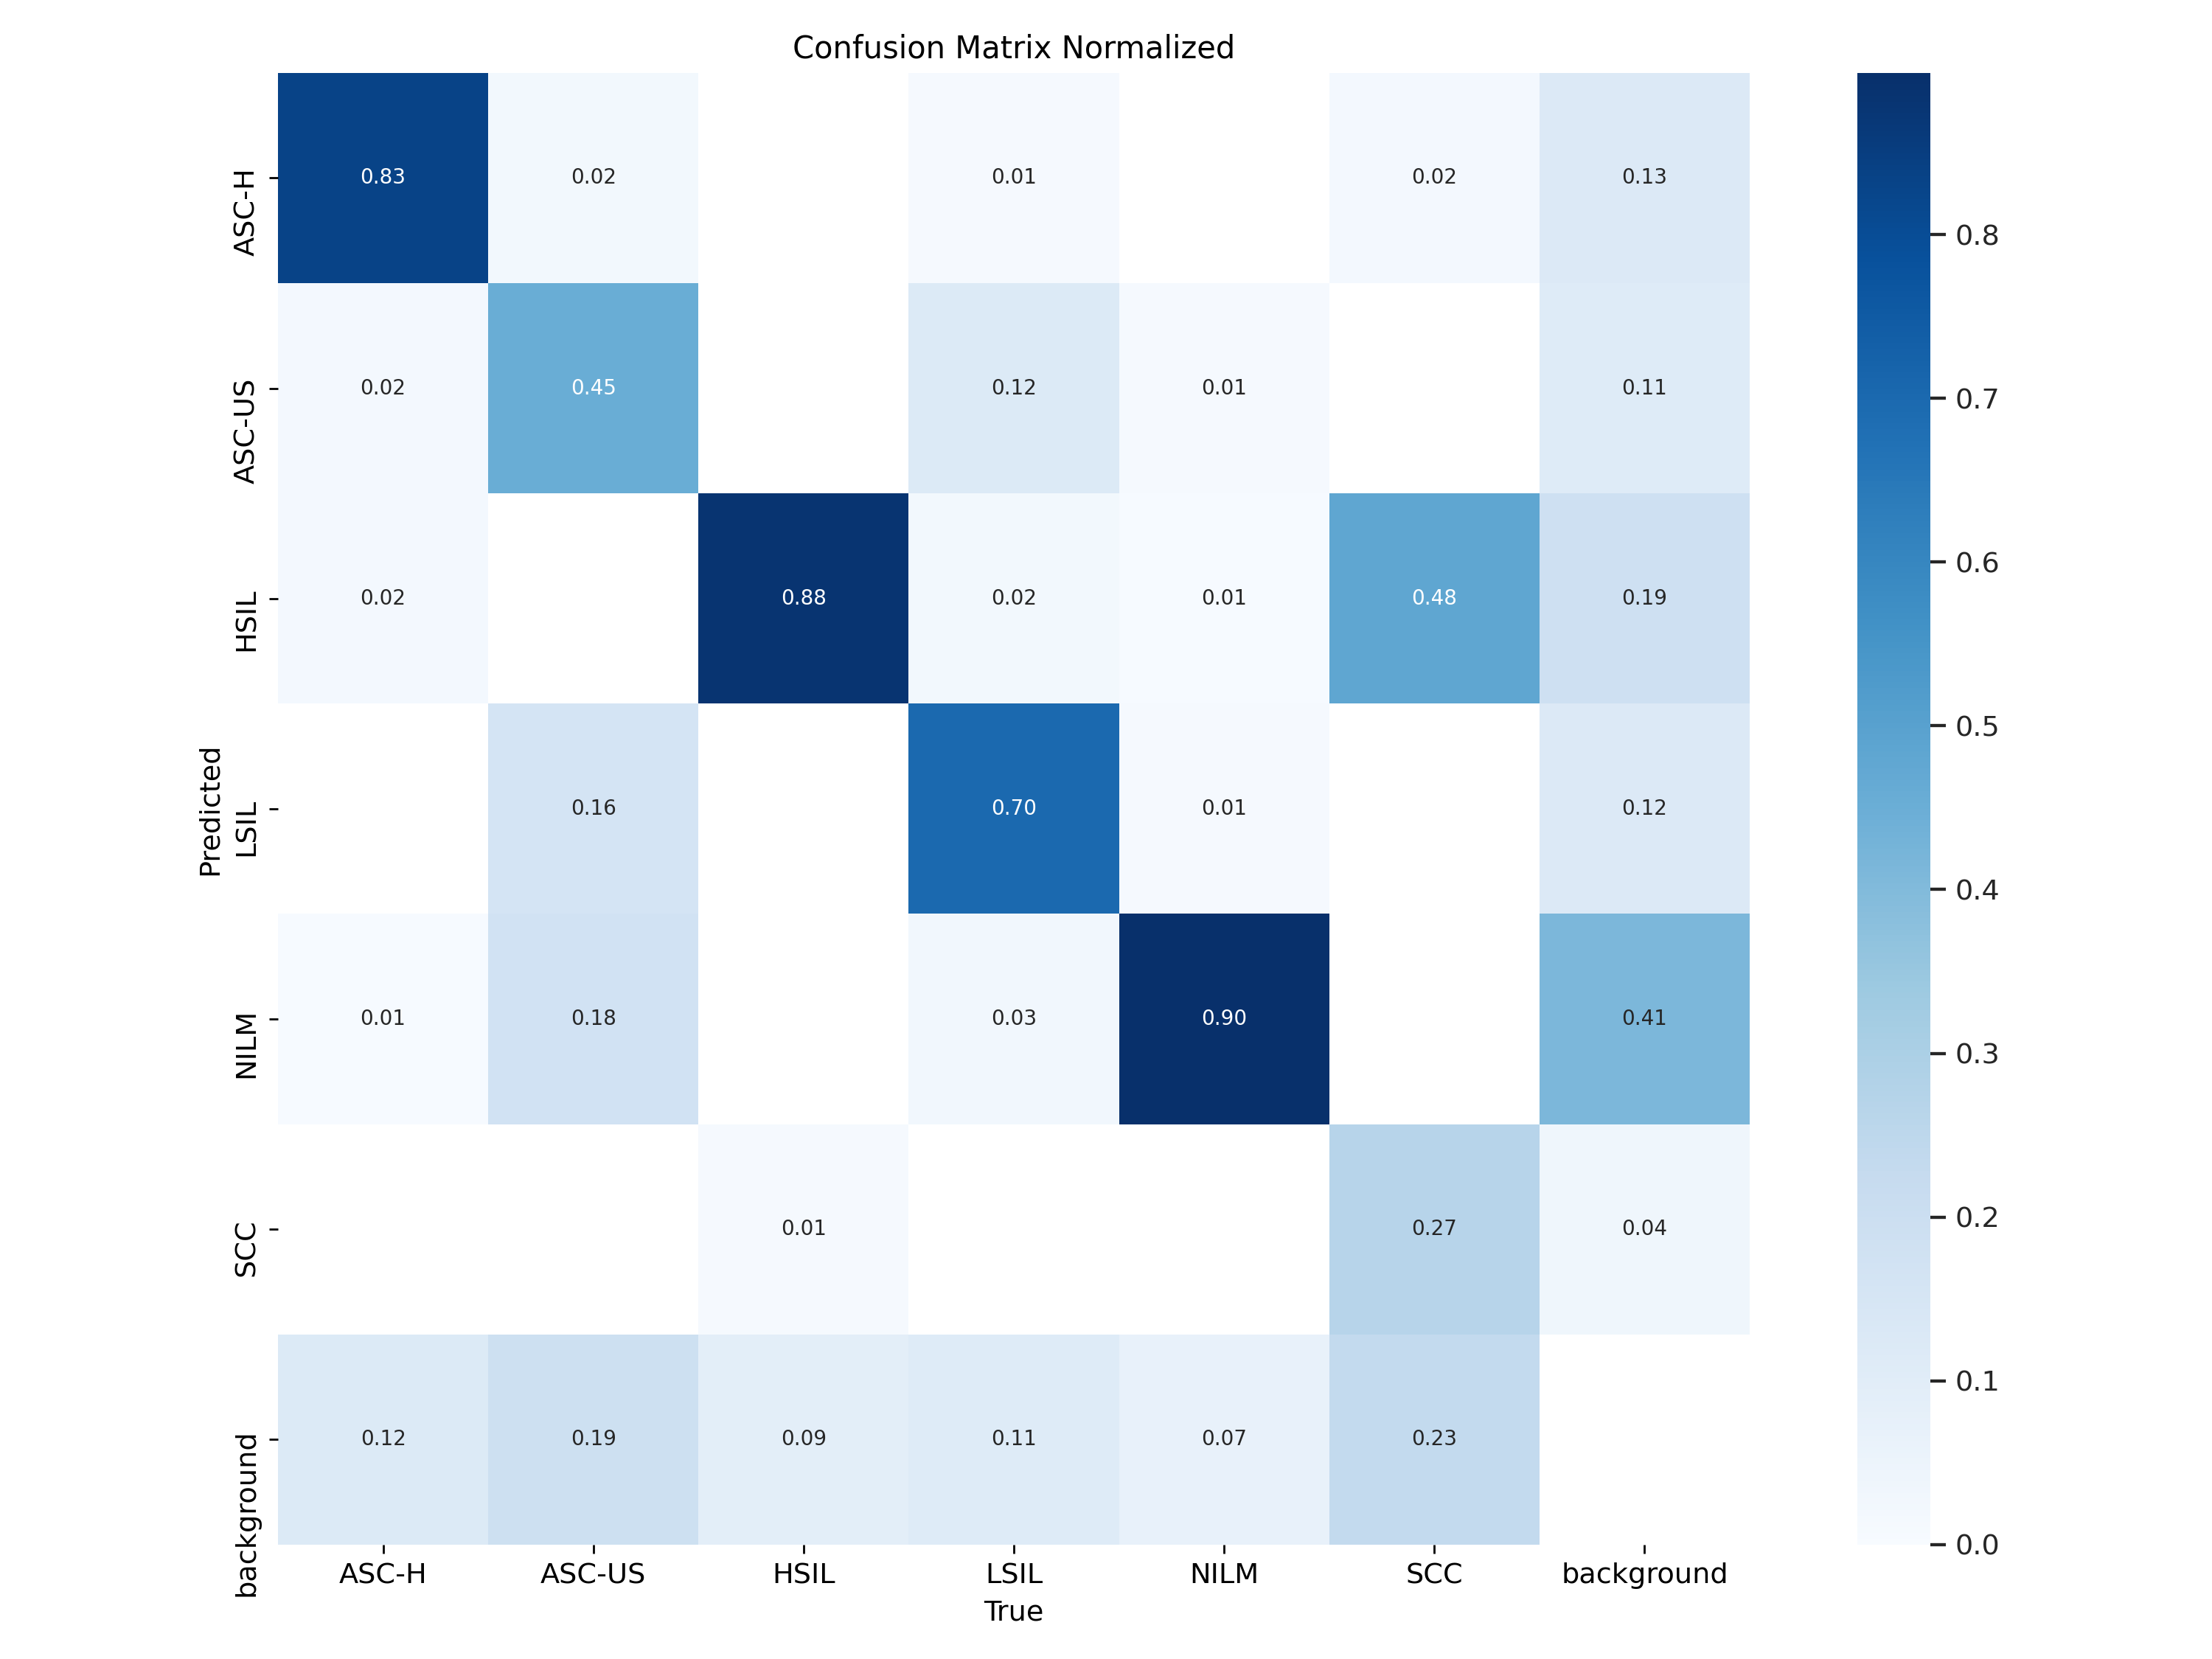 Confusion Matrix Normalized
ASC-H 0.83 0.02 0.01 0.02 0.13
ASC-US 0.02 0.45 0.12 0.01 0.11
HSIL 0.02 0.88 0.02 0.01 0.48 0.19
LSIL 0.16 0.70 0.01 0.12
NILM 0.01 0.18 0.03 0.90 0.41
SCC 0.01 0.27 0.04
background 0.12 0.19 0.09 0.11 0.07 0.23
Predicted
ASC-H ASC-US HSIL LSIL NILM SCC background
True
0.8
0.7
0.6
0.5
0.4
0.3
0.2
0.1
0.0